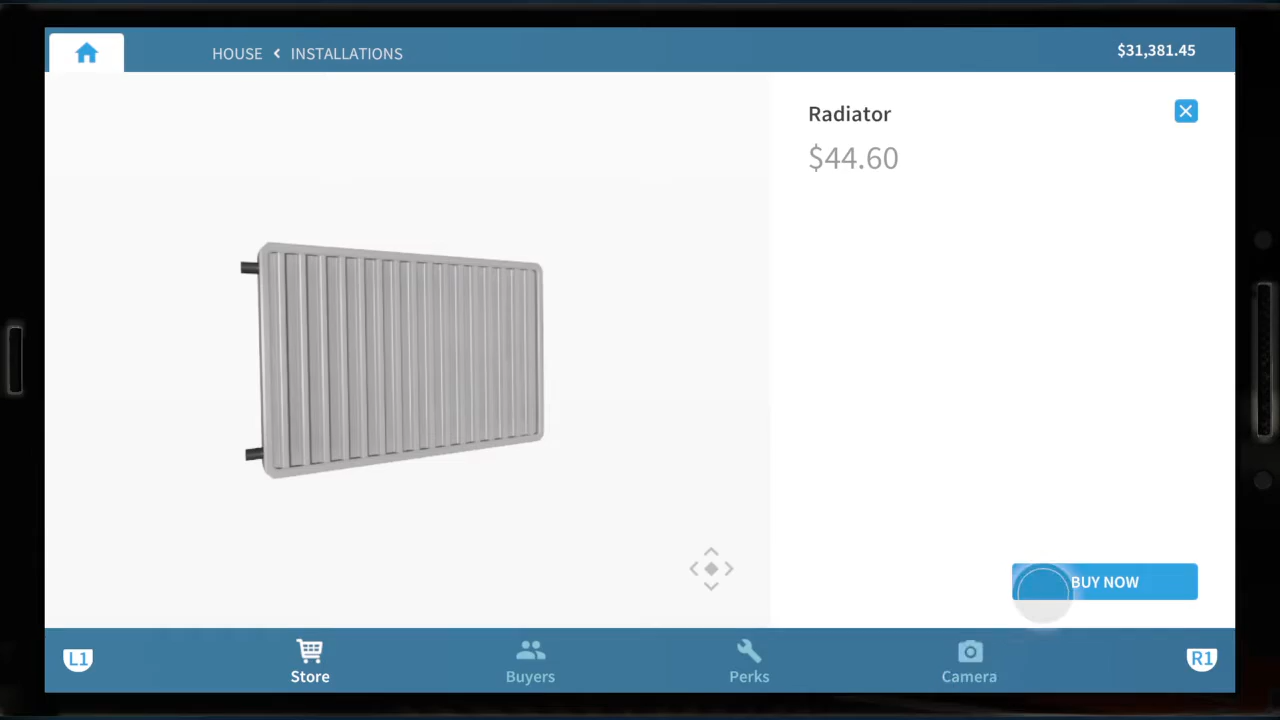 HOUSE < INSTALLATIONS
$31,381.45
Radiator
$44.60
BUY NOW
L1
Store
Buyers
Perks
Camera
R1